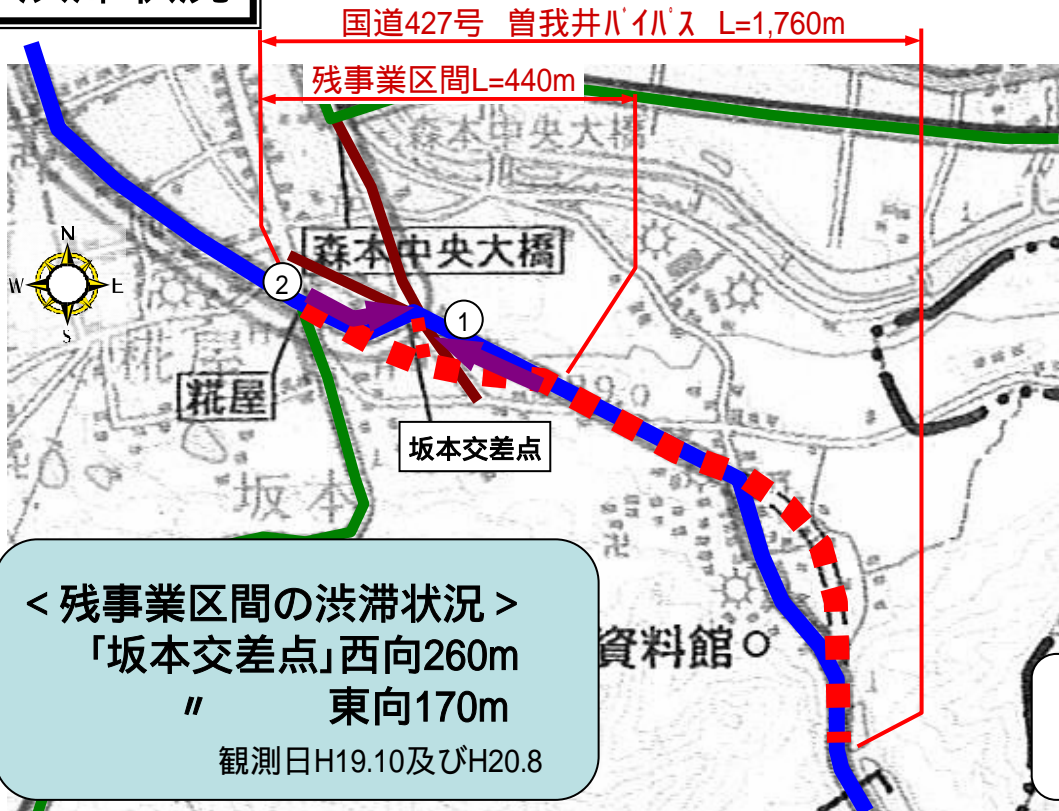 国道427号 曽我井バイパス L=1,760m
残事業区間L=440m
森本中央大橋
森本中央大橋
N
W
E
S
②
①
糀屋
糀屋
坂本交差点
坂本
資料館
<残事業区間の渋滞状況>
「坂本交差点」西向260m
〃 東向170m
観測日H19.10及びH20.8